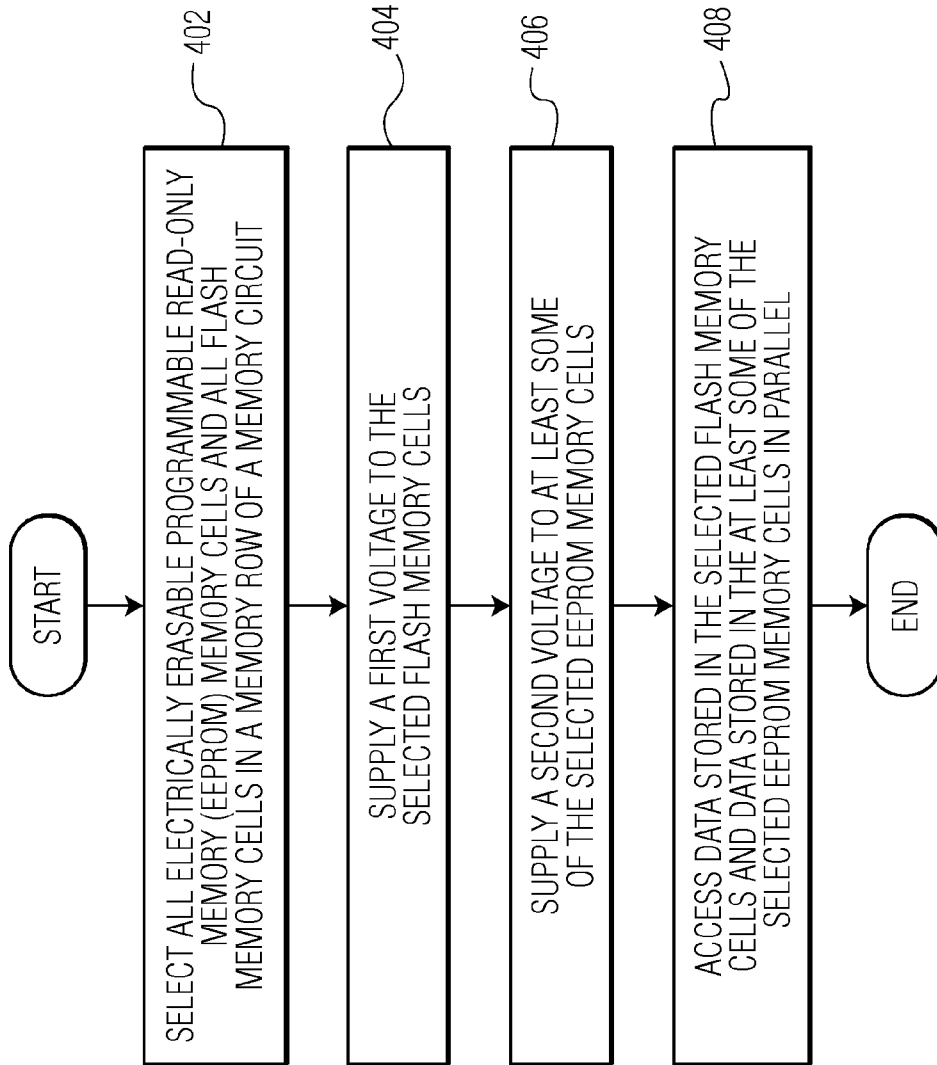 START
SELECT ALL ELECTRICALLY ERASABLE PROGRAMMABLE READ-ONLY
MEMORY (EEPROM) MEMORY CELLS AND ALL FLASH
MEMORY CELLS IN A MEMORY ROW OF A MEMORY CIRCUIT
402
SUPPLY A FIRST VOLTAGE TO THE
SELECTED FLASH MEMORY CELLS
404
SUPPLY A SECOND VOLTAGE TO AT LEAST SOME
OF THE SELECTED EEPROM MEMORY CELLS
406
ACCESS DATA STORED IN THE SELECTED FLASH MEMORY
CELLS AND DATA STORED IN THE AT LEAST SOME OF THE
SELECTED EEPROM MEMORY CELLS IN PARALLEL
408
END